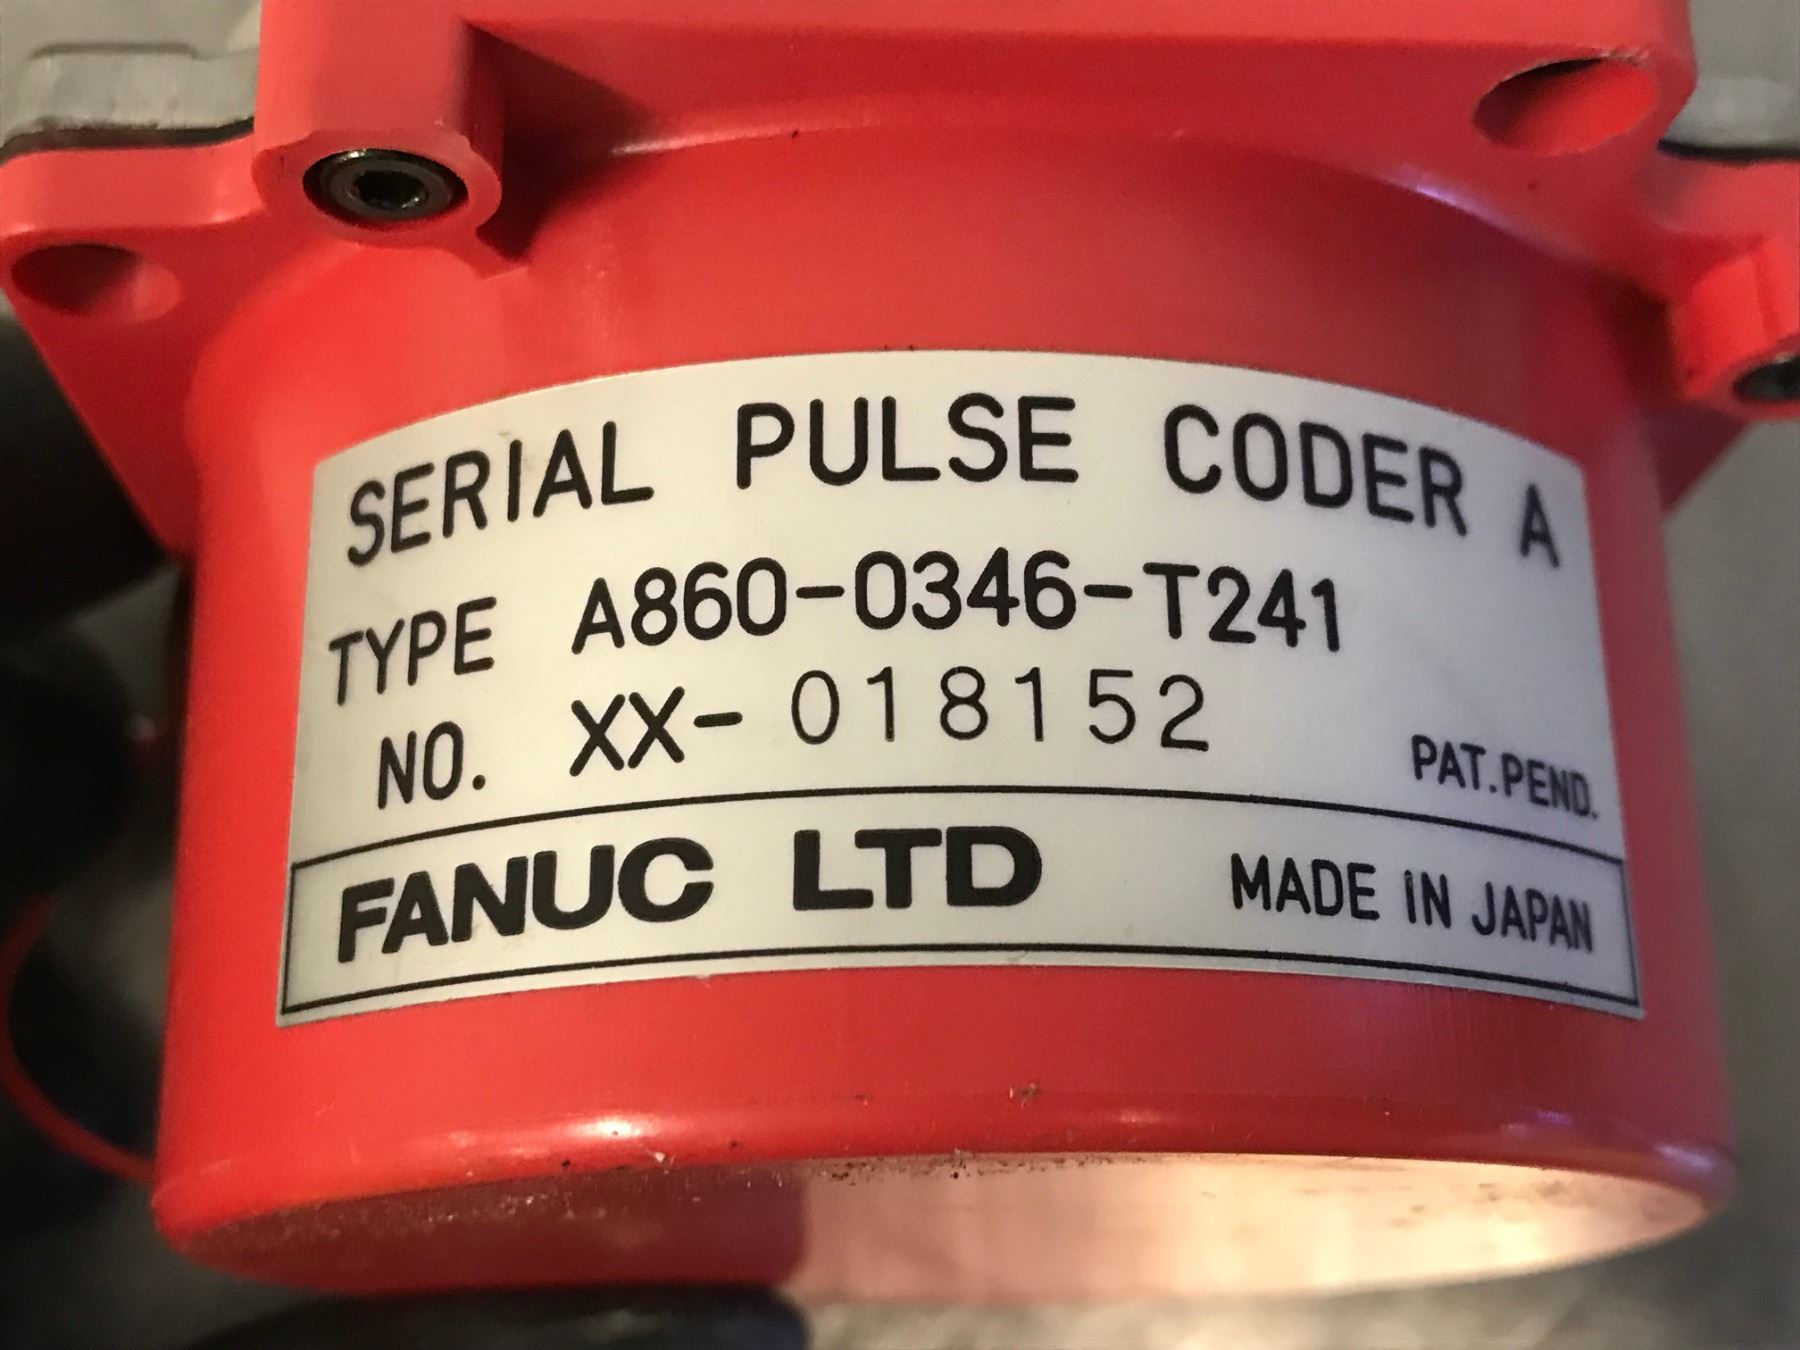 SERIAL PULSE CODER A
TYPE A860-0346-T241
NO. XX-018152
PAT.PEND.
FANUC LTD MADE IN JAPAN